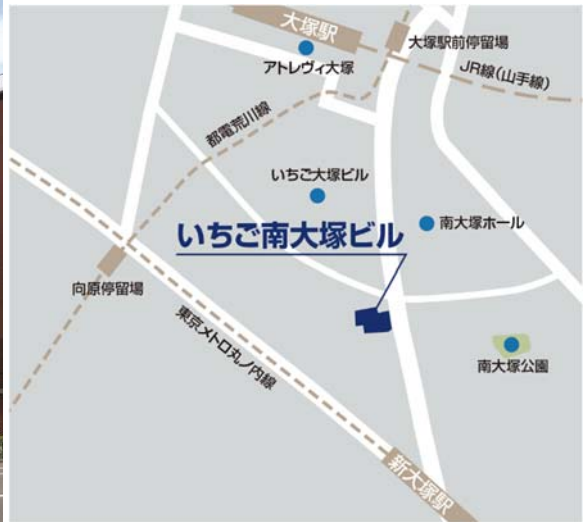 大塚駅
大塚駅前停留場
アトレヴィ大塚
JR線(山手線)
都電荒川線
いちご大塚ビル
南大塚ホール
いちご南大塚ビル
向原停留場
東京メトロ丸ノ内線
南大塚公園
新大塚駅